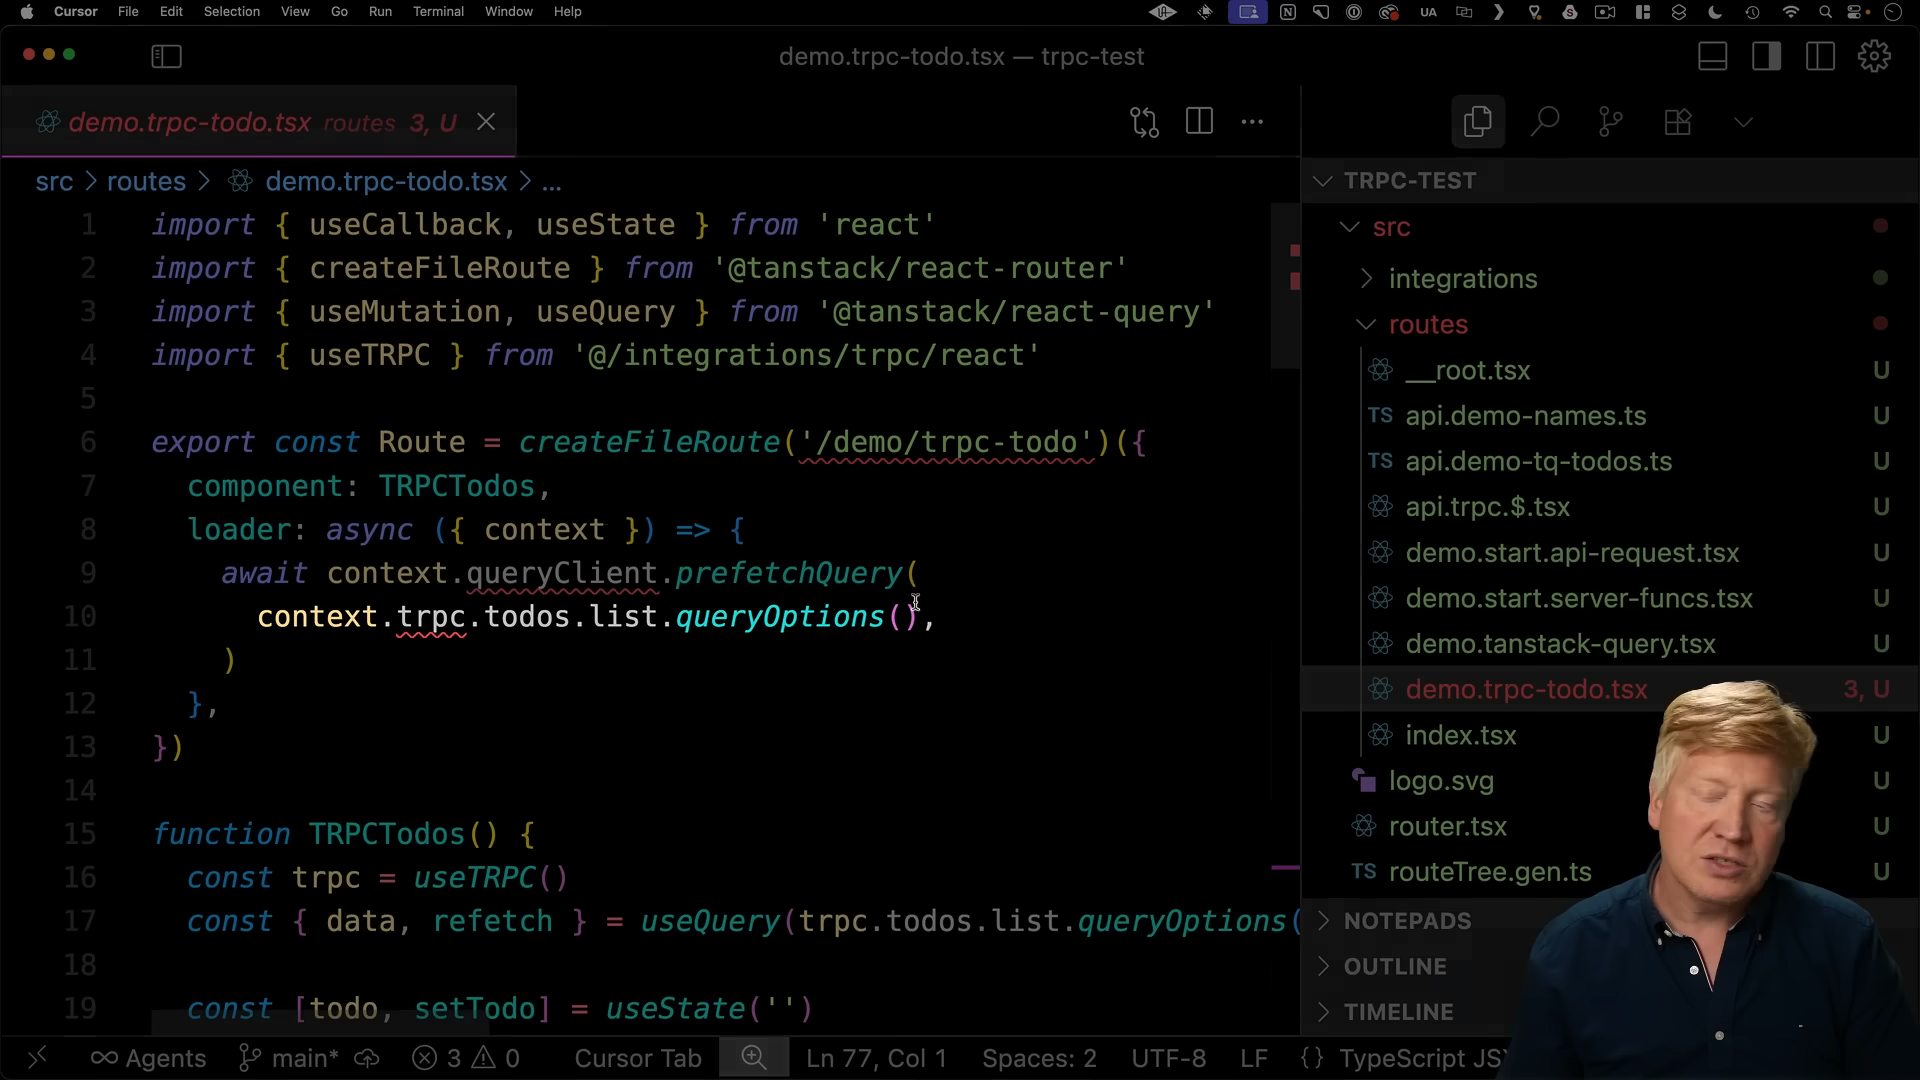 Cursor File Edit Selection View Go Run Terminal Window Help UA
demo.trpc-todo.tsx — trpc-test
demo.trpc-todo.tsx routes 3, U
src > routes > demo.trpc-todo.tsx > ...
1 import { useCallback, useState } from 'react'
2 import { createFileRoute } from '@tanstack/react-router'
3 import { useMutation, useQuery } from '@tanstack/react-query'
4 import { useTRPC } from '@/integrations/trpc/react'
5
6 export const Route = createFileRoute('/demo/trpc-todo')({
7 component: TRPCTodos,
8 loader: async ({ context }) => {
9 await context.queryClient.prefetchQuery(
10 context.trpc.todos.list.queryOptions(),
11 )
12 },
13 })
14
15 function TRPCTodos() {
16 const trpc = useTRPC()
17 const { data, refetch } = useQuery(trpc.todos.list.queryOptions(
18
19 const [todo, setTodo] = useState('')
TRPC-TEST
src
integrations
routes
__root.tsx U
TS api.demo-names.ts U
TS api.demo-tq-todos.ts U
api.trpc.$.tsx U
demo.start.api-request.tsx U
demo.start.server-funcs.tsx U
demo.tanstack-query.tsx U
demo.trpc-todo.tsx 3, U
index.tsx U
logo.svg U
router.tsx U
TS routeTree.gen.ts U
NOTEPADS
OUTLINE
TIMELINE
Agents main* 3 0 Cursor Tab Ln 77, Col 1 Spaces: 2 UTF-8 LF {} TypeScript JS